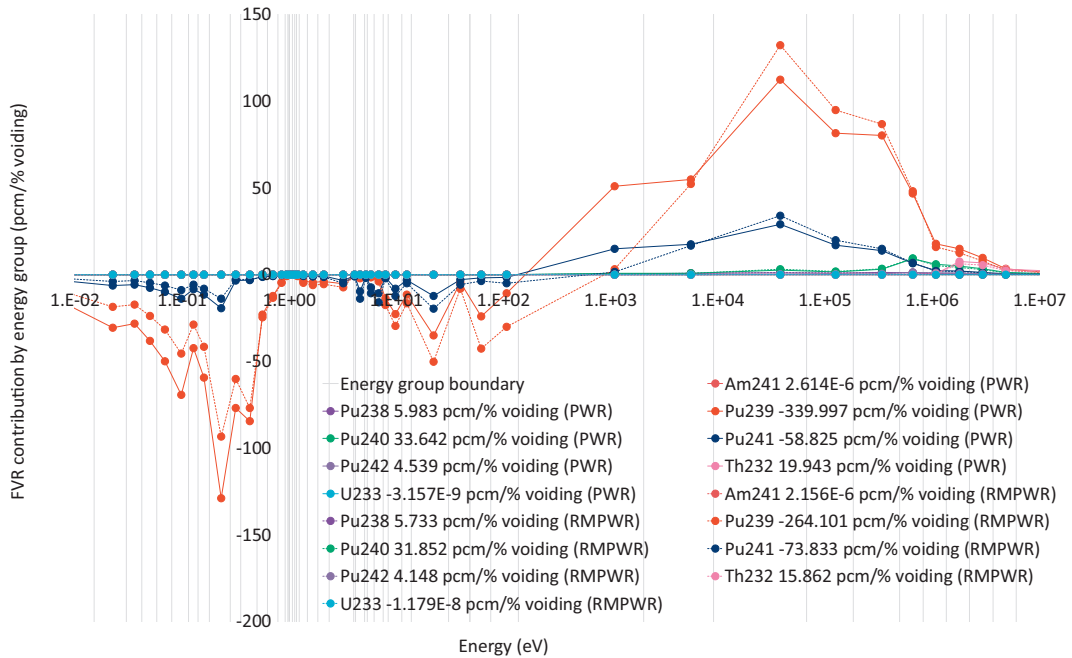 150
100
50
0
-50
-100
-150
-200
FVR contribution by energy group (pcm/% voiding)
1.E-02 1.E-01 1.E+00 1.E+01 1.E+02 1.E+03 1.E+04 1.E+05 1.E+06 1.E+07
Energy group boundary
Pu238 5.983 pcm/% voiding (PWR)
Pu240 33.642 pcm/% voiding (PWR)
Pu242 4.539 pcm/% voiding (PWR)
U233 -3.157E-9 pcm/% voiding (PWR)
Pu238 5.733 pcm/% voiding (RMPWR)
Pu240 31.852 pcm/% voiding (RMPWR)
Pu242 4.148 pcm/% voiding (RMPWR)
U233 -1.179E-8 pcm/% voiding (RMPWR)
Am241 2.614E-6 pcm/% voiding (PWR)
Pu239 -339.997 pcm/% voiding (PWR)
Pu241 -58.825 pcm/% voiding (PWR)
Th232 19.943 pcm/% voiding (PWR)
Am241 2.156E-6 pcm/% voiding (RMPWR)
Pu239 -264.101 pcm/% voiding (RMPWR)
Pu241 -73.833 pcm/% voiding (RMPWR)
Th232 15.862 pcm/% voiding (RMPWR)
Energy (eV)